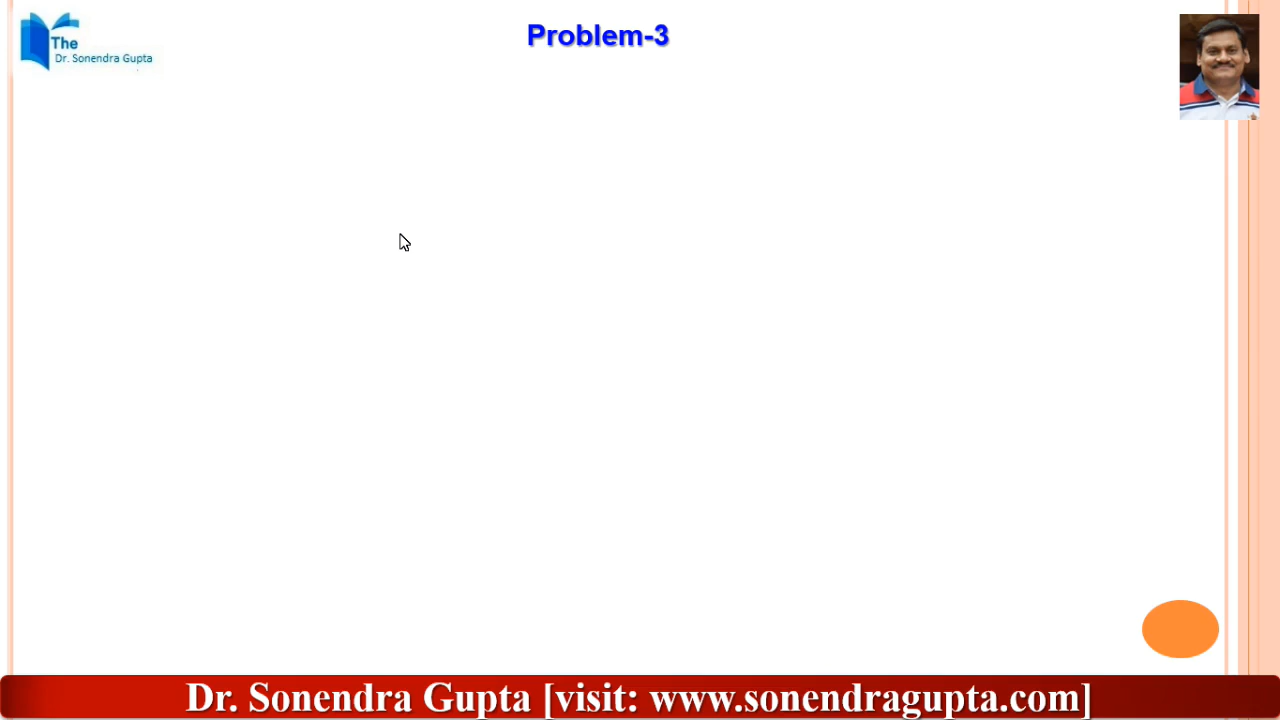 The
Dr. Sonendra Gupta
Problem-3
Dr. Sonendra Gupta [visit: www.sonendragupta.com]